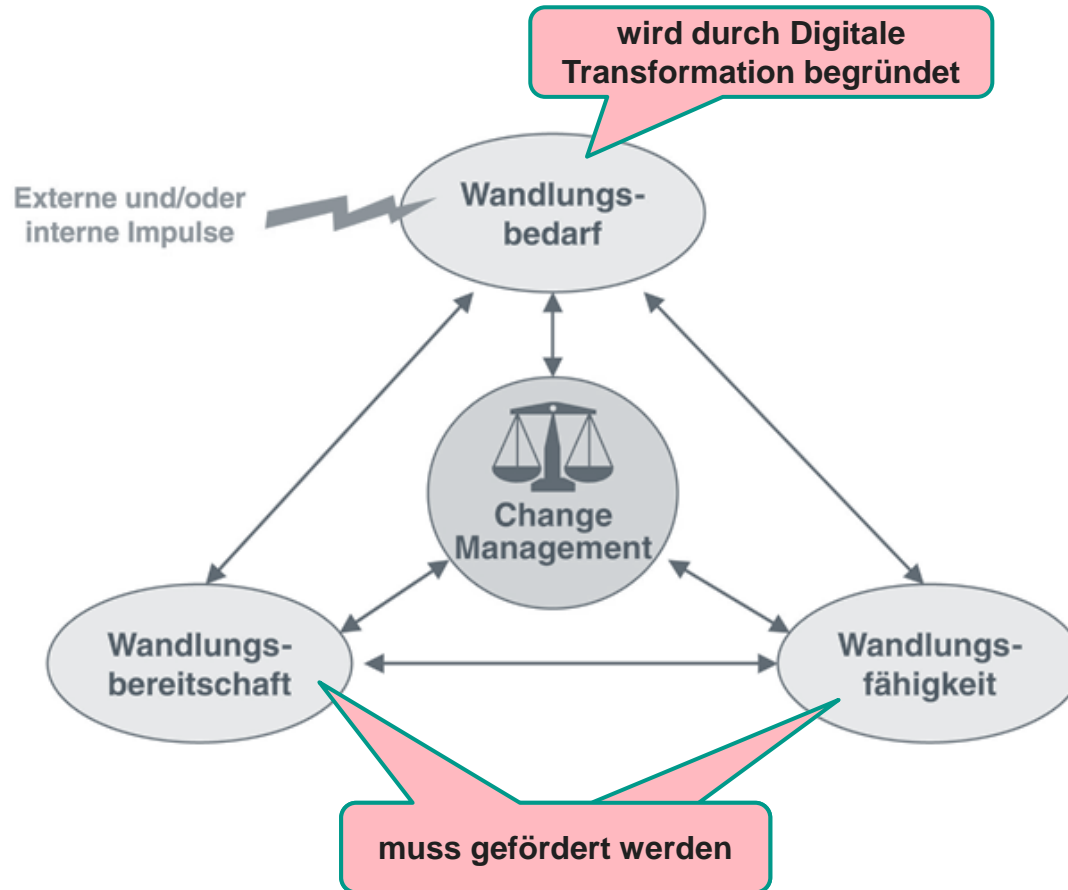 wird durch Digitale
Transformation begründet
Externe und/oder
interne Impulse
Wandlungs-
bedarf
Change
Management
Wandlungs-
bereitschaft
Wandlungs-
fähigkeit
muss gefördert werden